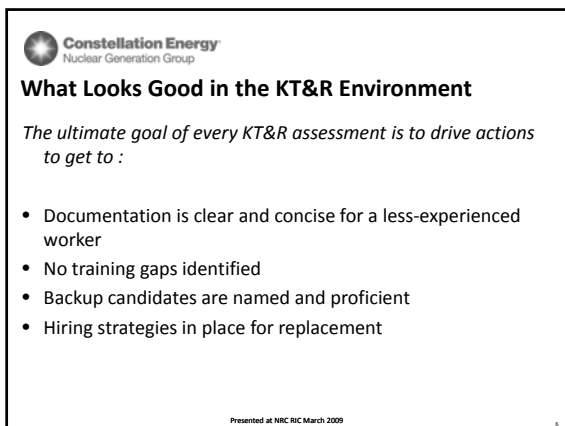 Constellation Energy
Nuclear Generation Group
What Looks Good in the KT&R Environment
The ultimate goal of every KT&R assessment is to drive actions
to get to :
• Documentation is clear and concise for a less-experienced
worker
• No training gaps identified
• Backup candidates are named and proficient
• Hiring strategies in place for replacement
Presented at NRC RIC March 2009